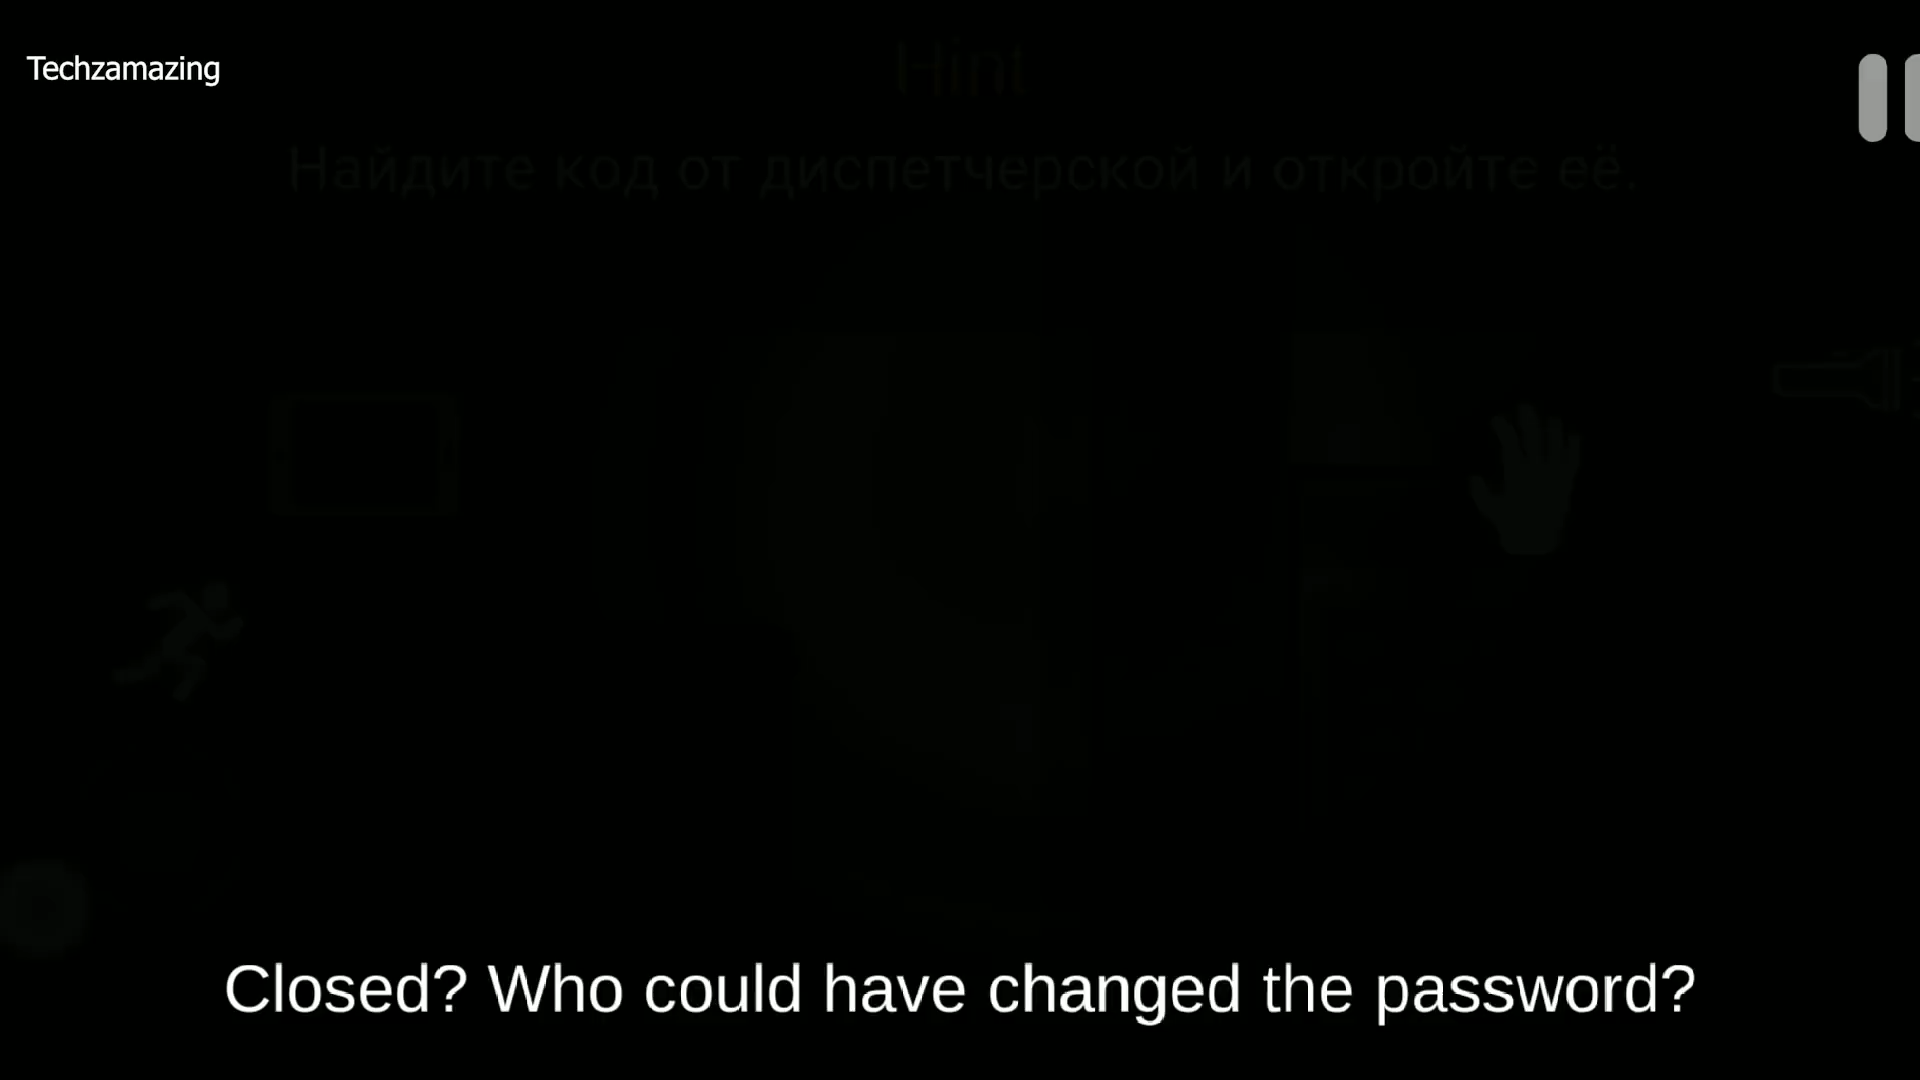 Techzamazing
Hint
Найдите код от диспетчерской и откройте её.
Closed? Who could have changed the password?